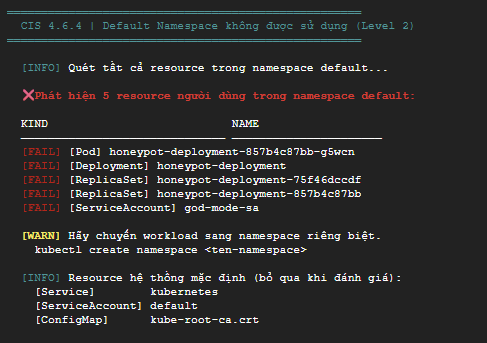 CIS 4.6.4 | Default Namespace không được sử dụng (Level 2)
[INFO] Quét tất cả resource trong namespace default...
❌Phát hiện 5 resource người dùng trong namespace default:
KIND NAME
[FAIL] [Pod] honeypot-deployment-857b4c87bb-g5wcn
[FAIL] [Deployment] honeypot-deployment
[FAIL] [ReplicaSet] honeypot-deployment-75f46dccdf
[FAIL] [ReplicaSet] honeypot-deployment-857b4c87bb
[FAIL] [ServiceAccount] god-mode-sa
[WARN] Hãy chuyển workload sang namespace riêng biệt.
kubectl create namespace <ten-namespace>
[INFO] Resource hệ thống mặc định (bỏ qua khi đánh giá):
[Service] kubernetes
[ServiceAccount] default
[ConfigMap] kube-root-ca.crt